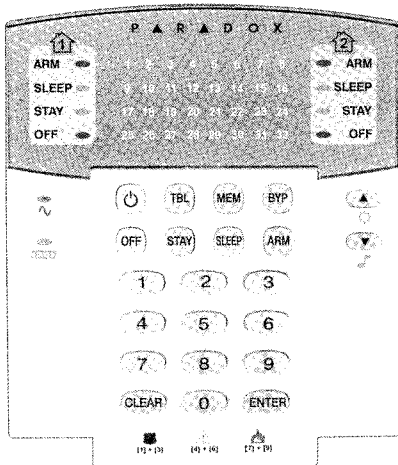 P ▲ R ▲ D O X
1 2
ARM ARM
SLEEP SLEEP
STAY STAY
OFF OFF
1 2 3 4 5 6 7 8
9 10 11 12 13 14 15 16
17 18 19 20 21 22 23 24
25 26 27 28 29 30 31 32
TBL MEM BYP
OFF STAY SLEEP ARM
1 2 3
4 5 6
7 8 9
CLEAR 0 ENTER
[1] + [3] [4] + [6] [7] + [9]